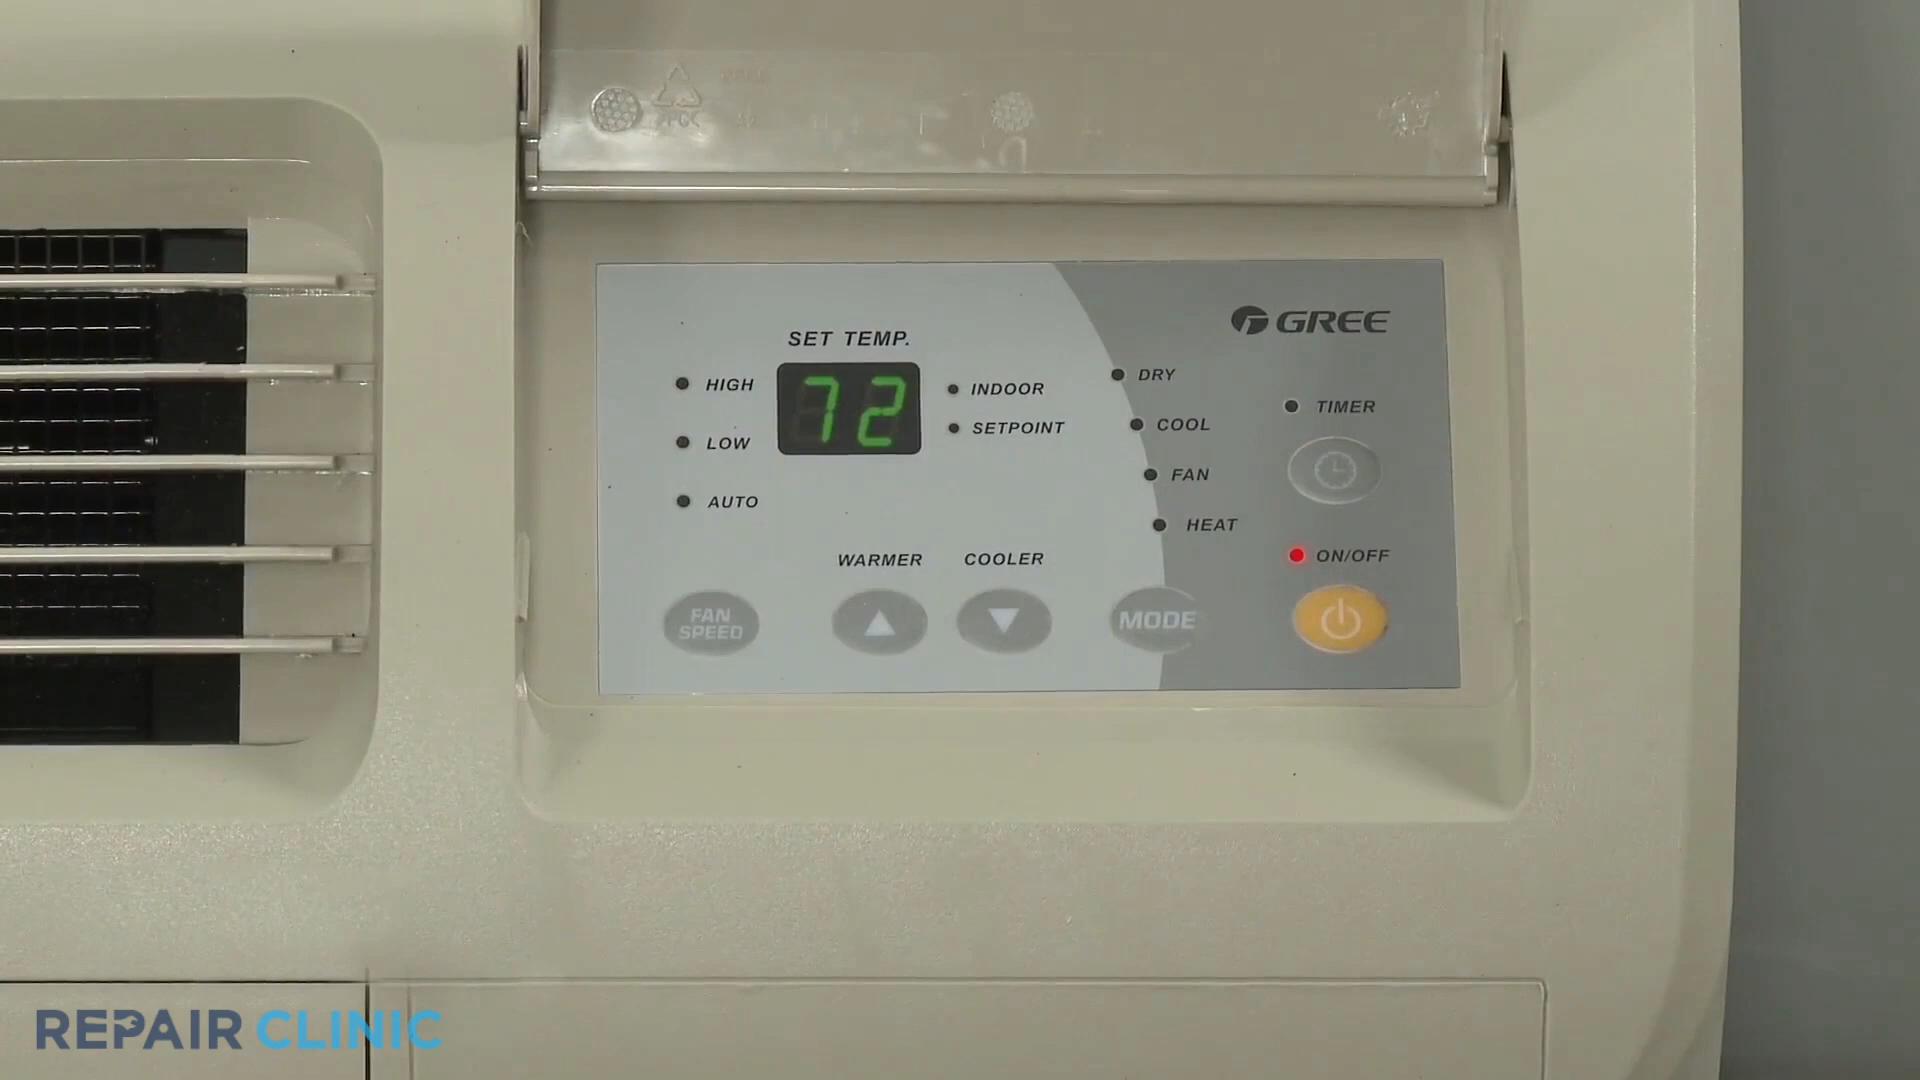 GREE
SET TEMP.
72
HIGH
LOW
AUTO
INDOOR
SETPOINT
DRY
COOL
FAN
HEAT
TIMER
ON/OFF
WARMER
COOLER
FAN
SPEED
MODE
REPAIR CLINIC